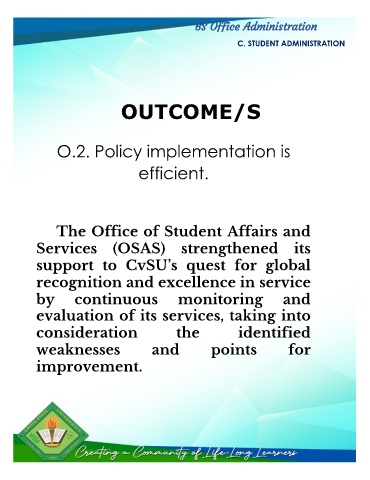 BS Office Administration
C. STUDENT ADMINISTRATION
OUTCOME/S
O.2. Policy implementation is
efficient.
The Office of Student Affairs and
Services (OSAS) strengthened its
support to CvSU's quest for global
recognition and excellence in service
by continuous monitoring and
evaluation of its services, taking into
consideration the identified
weaknesses and points for
improvement.
Creating a Community of Life-Long Learners